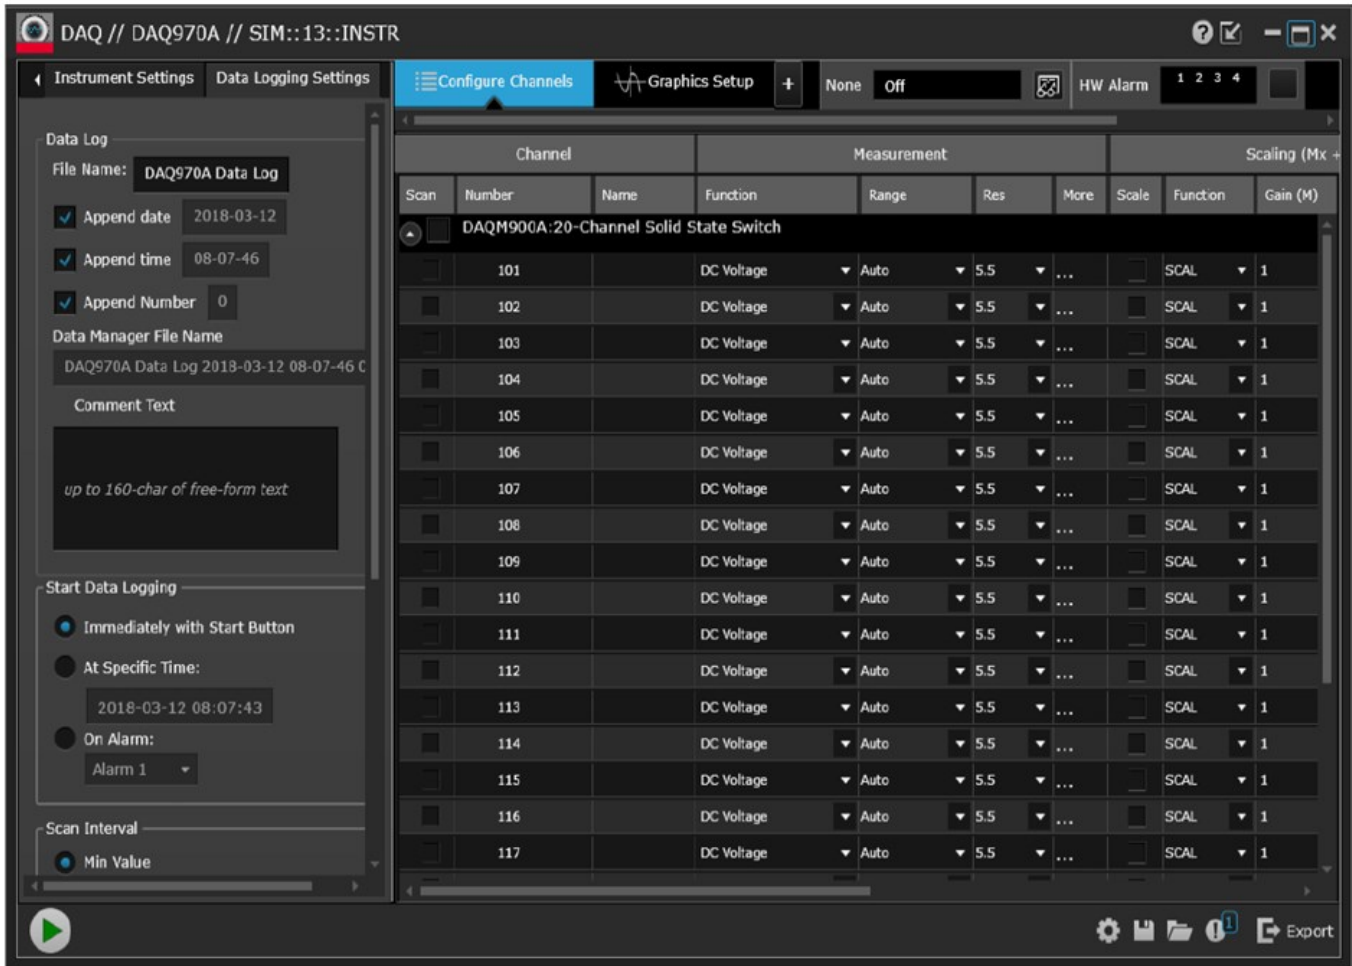 DAQ // DAQ970A // SIM::13::INSTR
Instrument Settings Data Logging Settings
Configure Channels Graphics Setup + None Off HW Alarm 1 2 3 4
Data Log
File Name: DAQ970A Data Log
Append date 2018-03-12
Append time 08-07-46
Append Number 0
Data Manager File Name
DAQ970A Data Log 2018-03-12 08-07-46
Comment Text
up to 160-char of free-form text
Start Data Logging
Immediately with Start Button
At Specific Time:
2018-03-12 08:07:43
On Alarm:
Alarm 1
Scan Interval
Min Value
Channel Measurement Scaling (Mx +
Scan Number Name Function Range Res More Scale Function Gain (M)
DAQM900A:20-Channel Solid State Switch
101 DC Voltage Auto 5.5 ... SCAL 1
102 DC Voltage Auto 5.5 ... SCAL 1
103 DC Voltage Auto 5.5 ... SCAL 1
104 DC Voltage Auto 5.5 ... SCAL 1
105 DC Voltage Auto 5.5 ... SCAL 1
106 DC Voltage Auto 5.5 ... SCAL 1
107 DC Voltage Auto 5.5 ... SCAL 1
108 DC Voltage Auto 5.5 ... SCAL 1
109 DC Voltage Auto 5.5 ... SCAL 1
110 DC Voltage Auto 5.5 ... SCAL 1
111 DC Voltage Auto 5.5 ... SCAL 1
112 DC Voltage Auto 5.5 ... SCAL 1
113 DC Voltage Auto 5.5 ... SCAL 1
114 DC Voltage Auto 5.5 ... SCAL 1
115 DC Voltage Auto 5.5 ... SCAL 1
116 DC Voltage Auto 5.5 ... SCAL 1
117 DC Voltage Auto 5.5 ... SCAL 1
1 Export